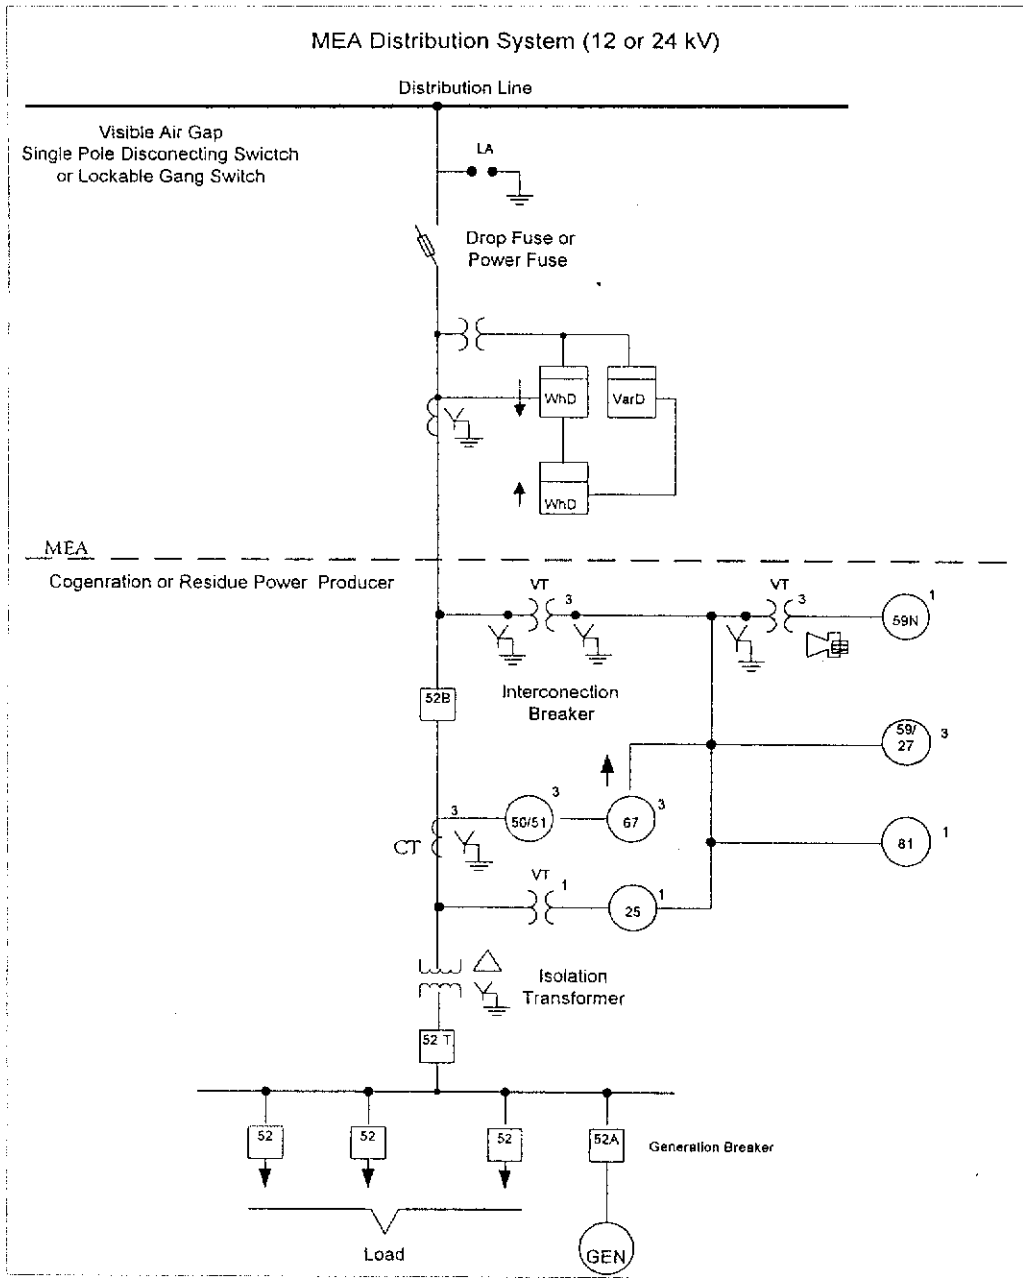 MEA Distribution System (12 or 24 kV)
Distribution Line
Visible Air Gap
Single Pole Disconecting Swictch
or Lockable Gang Switch
LA
Drop Fuse or
Power Fuse
WhD
VarD
WhD
MEA
Cogenration or Residue Power Producer
VT
3
VT
3
1
59N
Interconection
Breaker
52B
59/
27
3
3
50/51
3
67
3
CT
81
1
VT
1
25
1
Isolation
Transformer
52 T
52
52
52
52A
Generation Breaker
Load
GEN